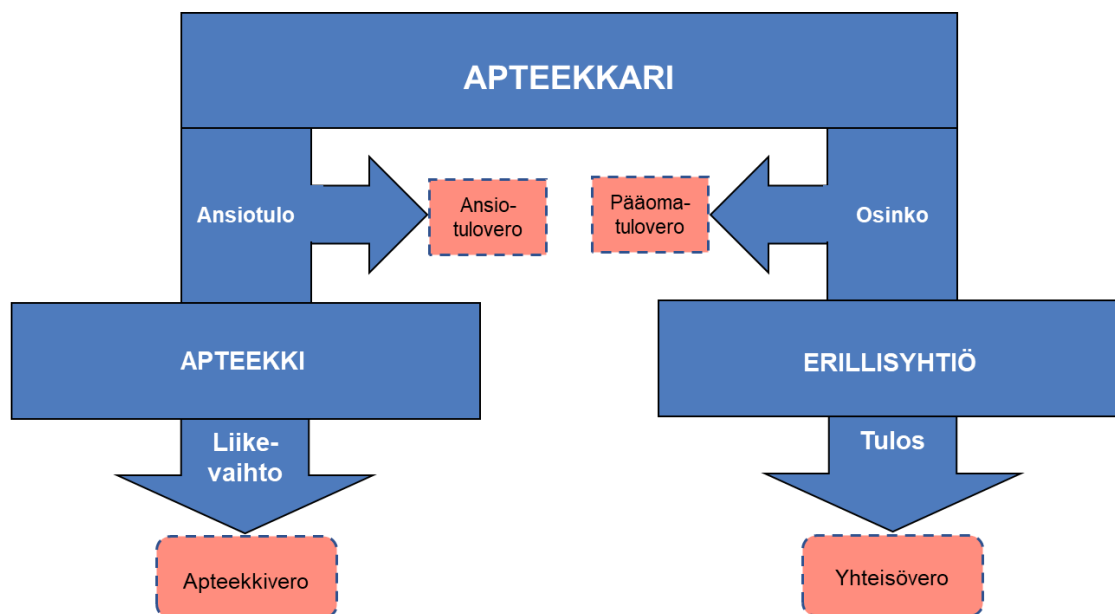 APTEEKKARI
Ansiotulo
Ansio-
tulovero
Pääoma-
tulovero
Osinko
APTEEKKI
ERILLISYHTIÖ
Liike-
vaihto
Tulos
Apteekkivero
Yhteisövero